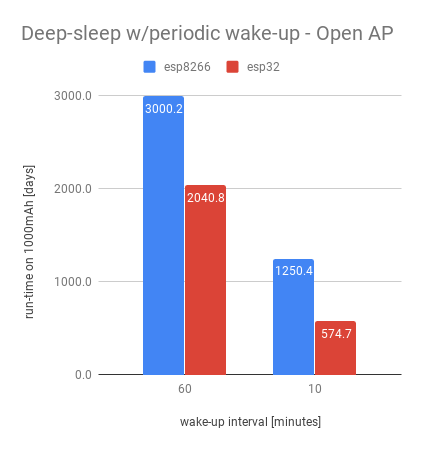 Deep-sleep w/periodic wake-up - Open AP
esp8266 esp32
run-time on 1000mAh [days]
3000.0
2000.0
1000.0
0.0
3000.2
2040.8
1250.4
574.7
60 10
wake-up interval [minutes]